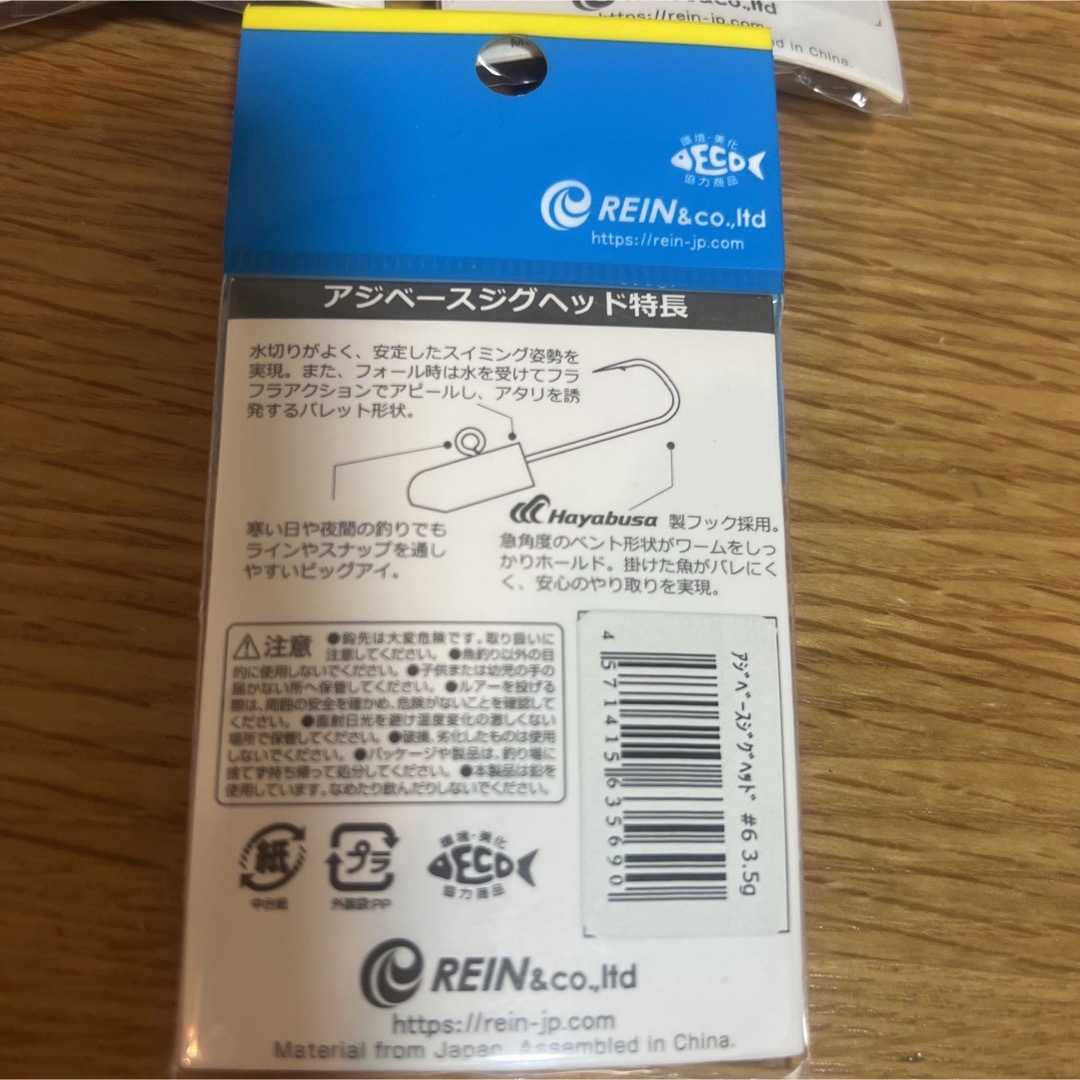 &co.,ltd
https://rein-jp.com
ed in China.
環境・美化
ECO
協力商品
REIN&co.,ltd
https://rein-jp.com
アジベースジグヘッド特長
水切りがよく、安定したスイミング姿勢を
実現。また、フォール時は水を受けてフラ
フラアクションでアピールし、アタリを誘
発するバレット形状。
寒い日や夜間の釣りでも
ラインやスナップを通し
やすいビッグアイ。
Hayabusa 製フック採用。
急角度のベント形状がワームをしっ
かりホールド。掛けた魚がバレにく
く、安心のやり取りを実現。
注意 ●鈎先は大変危険です。取り扱いに
注意してください。●魚釣り以外の目
的に使用しないでください。●子供または幼児の手の
届かない所へ保管してください。●ルアーを投げる
際は、周囲の安全を確かめ、危険がないことを確認して
ください。●直射日光を避け温度変化の激しくない
場所で保管してください。●破損、劣化したものは使用
しないでください。●パッケージや製品は、釣り場に
捨てず持ち帰って処分してください。●本製品は鉛を
使用しています。なめたり飲んだりしないでください。
4571415635690
アジベースジグヘッド #6 3.5g
紙
中台紙
プラ
外装袋:PP
環境・美化
ECO
協力商品
REIN&co.,ltd
https://rein-jp.com
Material from Japan. Assembled in China.